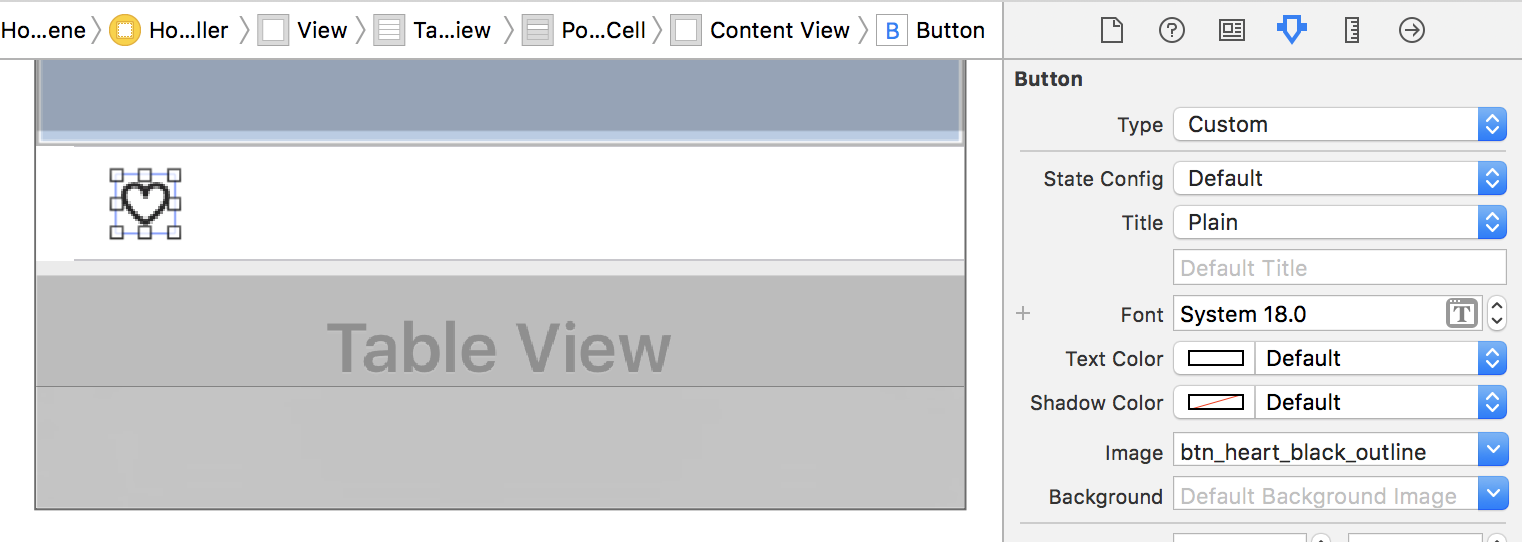 Ho...ene Ho...ller View Ta...iew Po...Cell Content View B Button
Button
Type Custom
State Config Default
Title Plain
Default Title
+ Font System 18.0 T
Text Color Default
Shadow Color Default
Image btn_heart_black_outline
Background Default Background Image
Table View